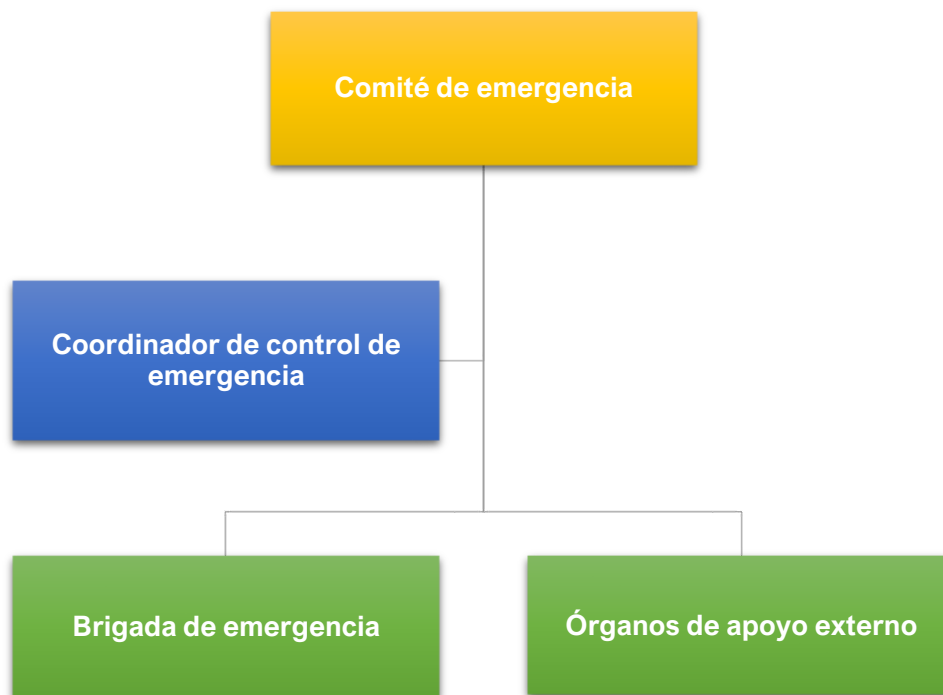 Comité de emergencia
Coordinador de control de
emergencia
Brigada de emergencia
Órganos de apoyo externo